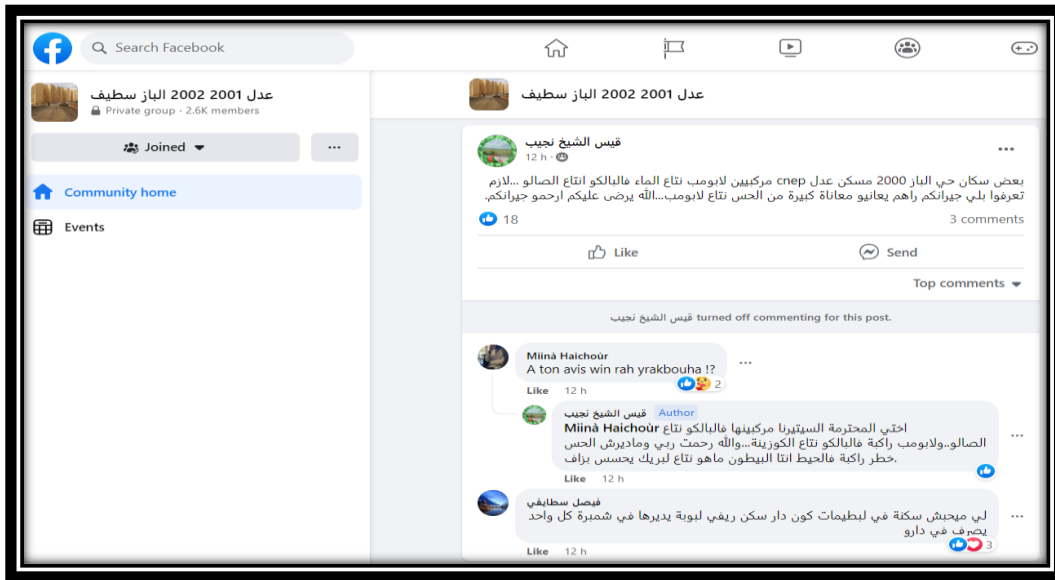 Search Facebook
عدل 2001 2002 الباز سطيف
Private group · 2.6K members
Joined
Community home
Events
عدل 2001 2002 الباز سطيف
قيس الشيخ نجيب
12 h
بعض سكان حي الباز 2000 مسكن عدل cnep مركبيين لابومب نتاع الماء فالبالكو انتاع الصالو ...لازم
تعرفوا بلي جيرانكم راهم يعانيو معاناة كبيرة من الحس نتاع لابومب...الله يرضى عليكم ارحمو جيرانكم.
18
3 comments
Like
Send
Top comments
قيس الشيخ نجيب turned off commenting for this post.
Miinà Haichoùr
A ton avis win rah yrakbouha !?
2
Like 12 h
قيس الشيخ نجيب Author
Miinà Haichoùr اختي المحترمة السيتيرنا مركبينها فالبالكو نتاع
الصالو..ولابومب راكبة فالبالكو نتاع الكوزينة...والله رحمت ربي وماديرش الحس
خطر راكبة فالحيط انتا البيطون ماهو نتاع لبريك يحسس بزاف.
Like 12 h
فيصل سطايفي
لي ميحبش سكنة في لبطيمات كون دار سكن ريفي لبوبة يديرها في شمبرة كل واحد
يصرف في دارو
3
Like 12 h